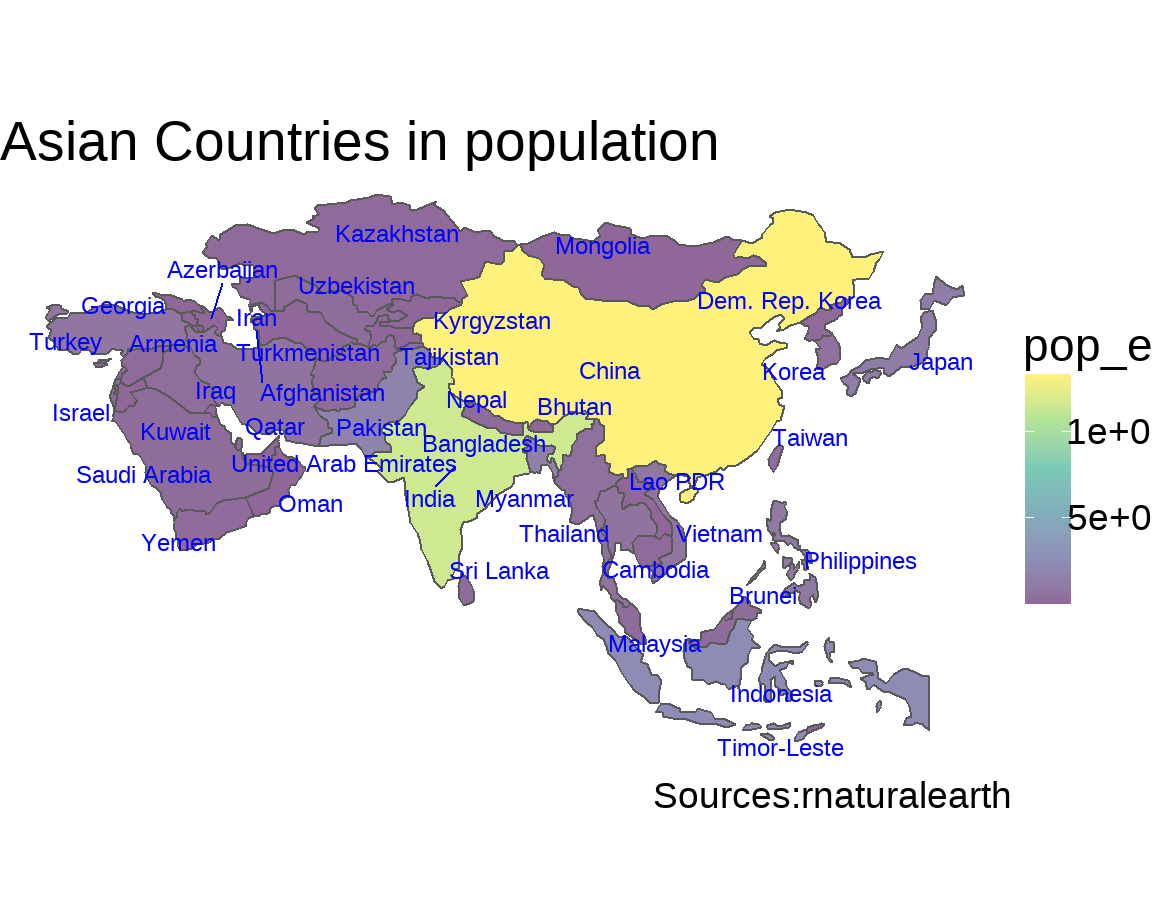 Asian Countries in population
Kazakhstan
Mongolia
Azerbaijan
Uzbekistan
Georgia
Dem. Rep. Korea
Iran
Kyrgyzstan
Turkey
Armenia
Turkmenistan
Tajikistan
Japan
China
Korea
Iraq
Afghanistan
Nepal
Bhutan
Israel
Kuwait
Qatar
Pakistan
Bangladesh
Taiwan
United Arab Emirates
Saudi Arabia
Lao PDR
India
Myanmar
Oman
Thailand
Vietnam
Yemen
Philippines
Sri Lanka
Cambodia
Brunei
Malaysia
Indonesia
Timor-Leste
pop_e
1e+0
5e+0
Sources:rnaturalearth